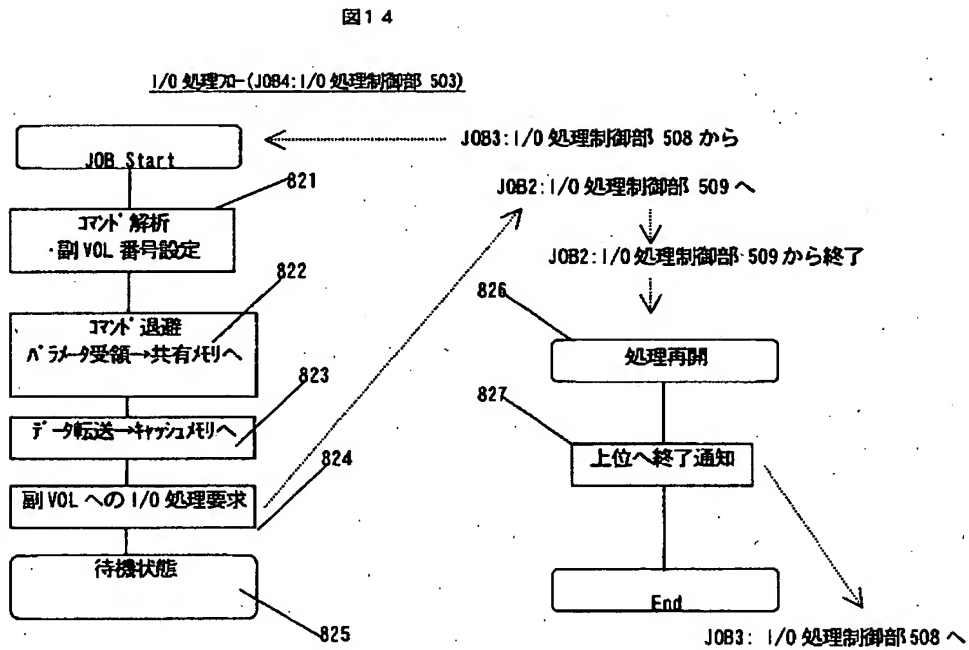 図14
I/O 処理フロー(JOB4:I/O 処理制御部 503)
JOB Start
821
コマンド 解析
・副 VOL 番号設定
822
コマンド 退避
パラメータ受領→共有メモリへ
823
データ転送→キャッシュメモリへ
824
副 VOL への I/O 処理要求
待機状態
825
JOB3:I/O 処理制御部 508 から
JOB2:I/O 処理制御部 509 へ
JOB2:I/O 処理制御部 509 から終了
826
処理再開
827
上位へ終了通知
End
JOB3: I/O 処理制御部 508 へ